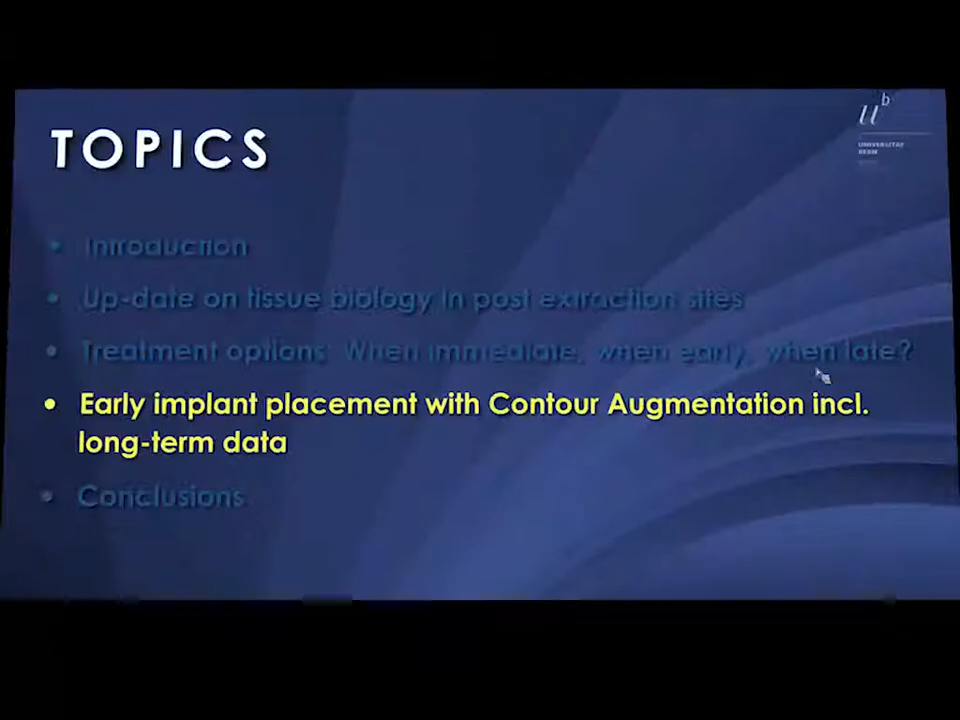 u^b
UNIVERSITÄT
BERN
TOPICS
• Introduction
• Up-date on tissue biology in post extraction sites
• Treatment options: When immediate, when early, when late?
• Early implant placement with Contour Augmentation incl.
long-term data
• Conclusions